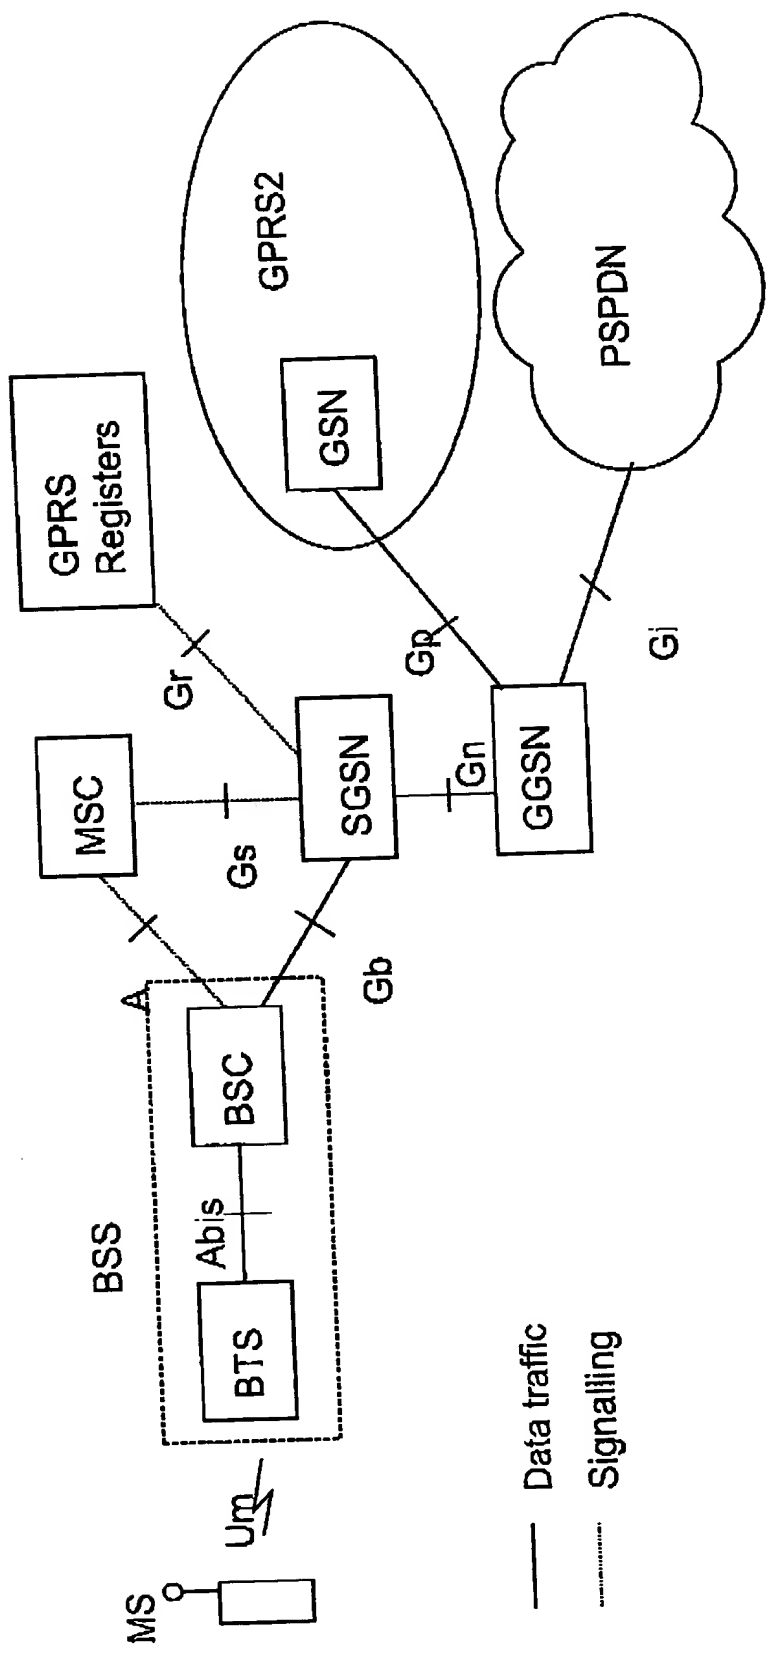 MS
Um
BSS
BTS
Abis
BSC
A
Gb
MSC
Gs
SGSN
Gr
GPRS
Registers
Gn
GGSN
Gp
Gi
GSN
GPRS2
PSPDN
Data traffic
Signalling